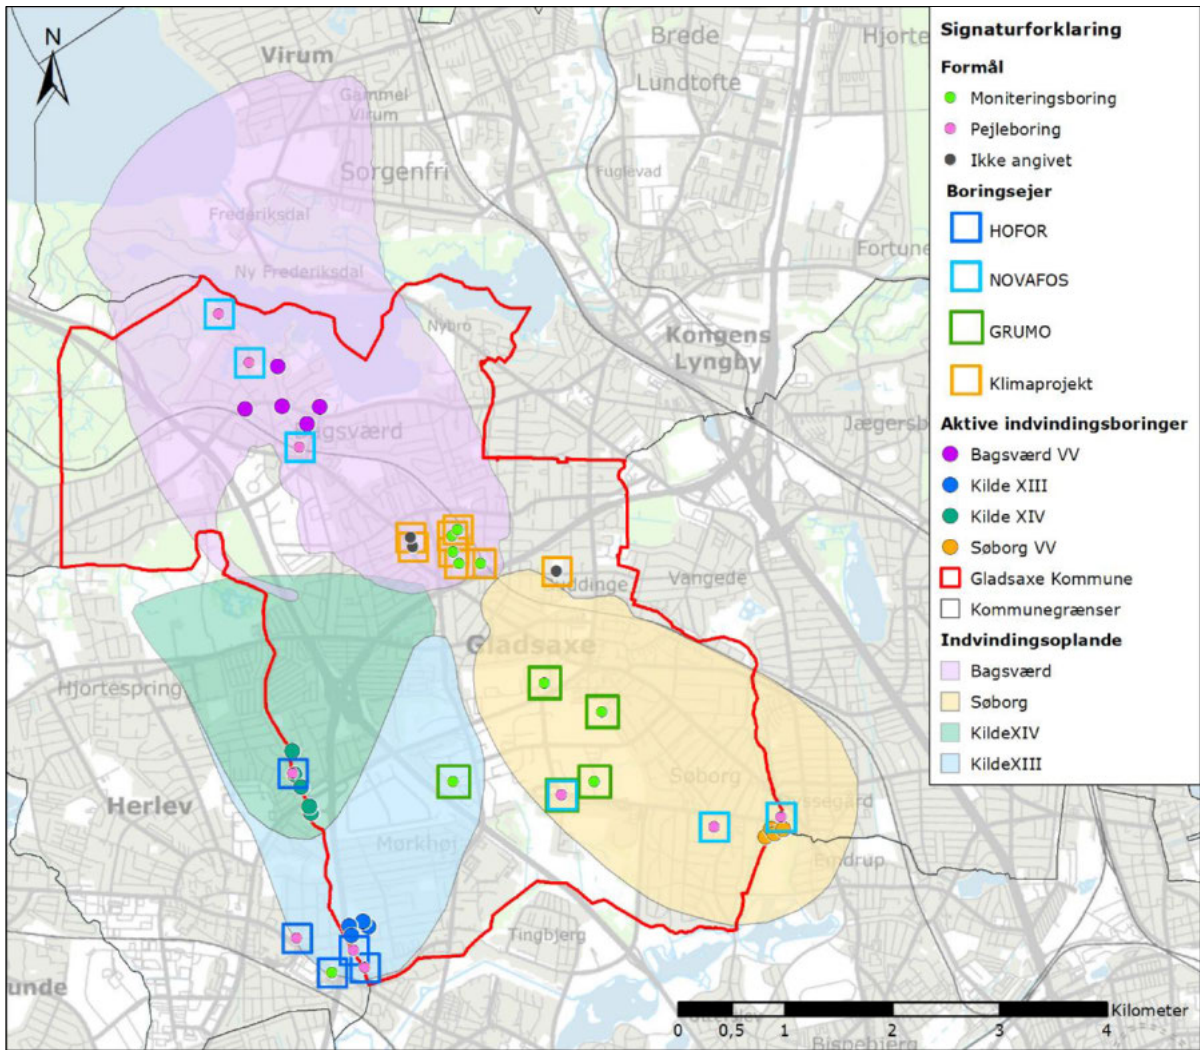 N
Virum
Brede
Hjorte
Lundtofte
Gammel
Virum
Sorgenfri
Fuglevad
Frederiksdal
Fortune
Ny Frederiksdal
Nybro
Kongens
Lyngby
Jægersb
Bagsværd
Vangede
Gladsaxe
Hjortespring
Søborg
Herlev
Mørkhøj
Emdrup
Tingbjerg
unde
Bispebjerg
Signaturforklaring
Formål
Moniteringsboring
Pejleboring
Ikke angivet
Boringsejer
HOFOR
NOVAFOS
GRUMO
Klimaprojekt
Aktive indvindingsboringer
Bagsværd VV
Kilde XIII
Kilde XIV
Søborg VV
Gladsaxe Kommune
Kommunegrænser
Indvindingsoplande
Bagsværd
Søborg
KildeXIV
KildeXIII
Kilometer
0 0,5 1 2 3 4